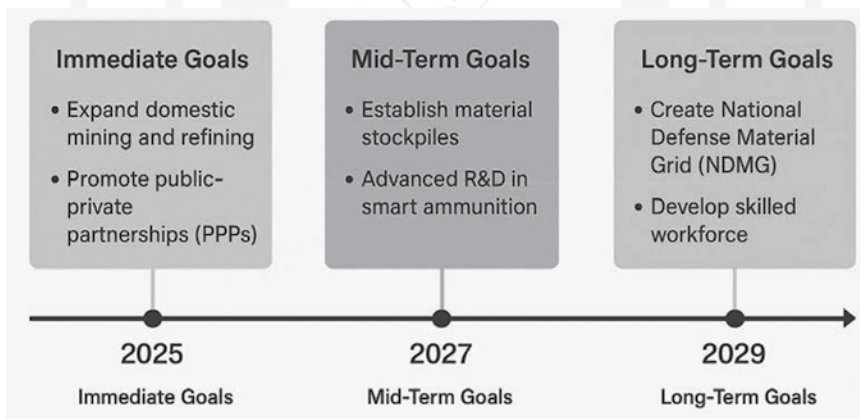 Immediate Goals
• Expand domestic
mining and refining
• Promote public-
private
partnerships (PPPs)
Mid-Term Goals
• Establish material
stockpiles
• Advanced R&D in
smart ammunition
Long-Term Goals
• Create National
Defense Material
Grid (NDMG)
• Develop skilled
workforce
2025
Immediate Goals
2027
Mid-Term Goals
2029
Long-Term Goals